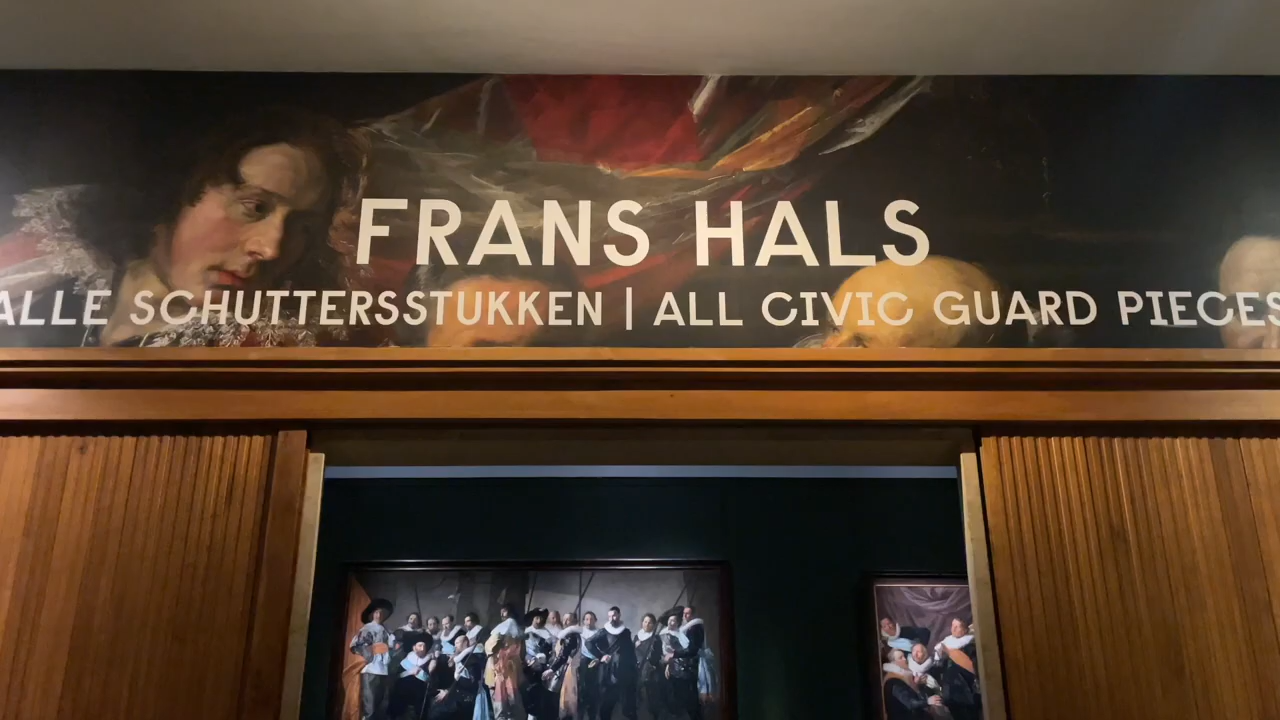 FRANS HALS
ALLE SCHUTTERSSTUKKEN | ALL CIVIC GUARD PIECES